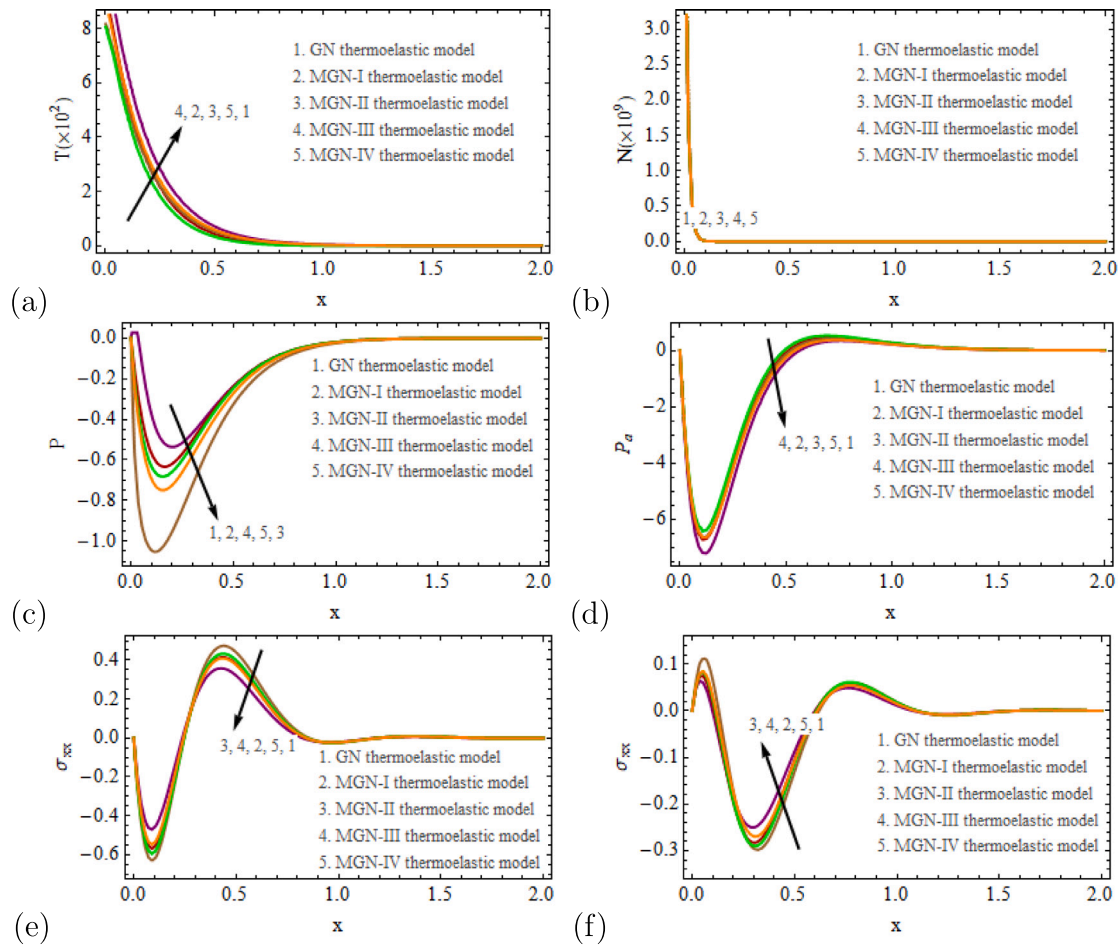 8
6
4
2
0
T(×10²)
4, 2, 3, 5, 1
1. GN thermoelastic model
2. MGN-I thermoelastic model
3. MGN-II thermoelastic model
4. MGN-III thermoelastic model
5. MGN-IV thermoelastic model
0.0 0.5 1.0 1.5 2.0
x
(a)
3.0
2.5
2.0
1.5
1.0
0.5
0.0
N(×10⁹)
1, 2, 3, 4, 5
1. GN thermoelastic model
2. MGN-I thermoelastic model
3. MGN-II thermoelastic model
4. MGN-III thermoelastic model
5. MGN-IV thermoelastic model
0.0 0.5 1.0 1.5 2.0
x
(b)
0.0
−0.2
−0.4
−0.6
−0.8
−1.0
P
1. GN thermoelastic model
2. MGN-I thermoelastic model
3. MGN-II thermoelastic model
4. MGN-III thermoelastic model
5. MGN-IV thermoelastic model
1, 2, 4, 5, 3
0.0 0.5 1.0 1.5 2.0
x
(c)
0
−2
−4
−6
Pₐ
4, 2, 3, 5, 1
1. GN thermoelastic model
2. MGN-I thermoelastic model
3. MGN-II thermoelastic model
4. MGN-III thermoelastic model
5. MGN-IV thermoelastic model
0.0 0.5 1.0 1.5 2.0
x
(d)
0.4
0.2
0.0
−0.2
−0.4
−0.6
σxx
3, 4, 2, 5, 1
1. GN thermoelastic model
2. MGN-I thermoelastic model
3. MGN-II thermoelastic model
4. MGN-III thermoelastic model
5. MGN-IV thermoelastic model
0.0 0.5 1.0 1.5 2.0
x
(e)
0.1
0.0
−0.1
−0.2
−0.3
σxx
3, 4, 2, 5, 1
1. GN thermoelastic model
2. MGN-I thermoelastic model
3. MGN-II thermoelastic model
4. MGN-III thermoelastic model
5. MGN-IV thermoelastic model
0.0 0.5 1.0 1.5 2.0
x
(f)